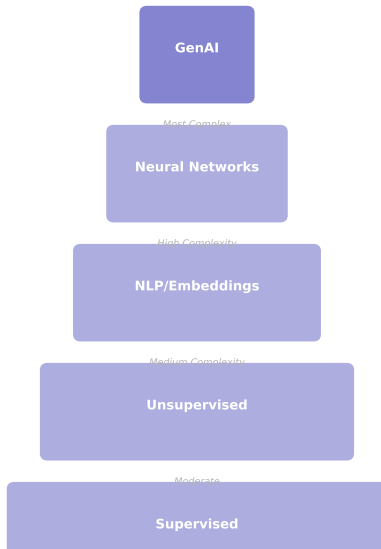 GenAI
Most Complex
Neural Networks
High Complexity
NLP/Embeddings
Medium Complexity
Unsupervised
Moderate
Supervised